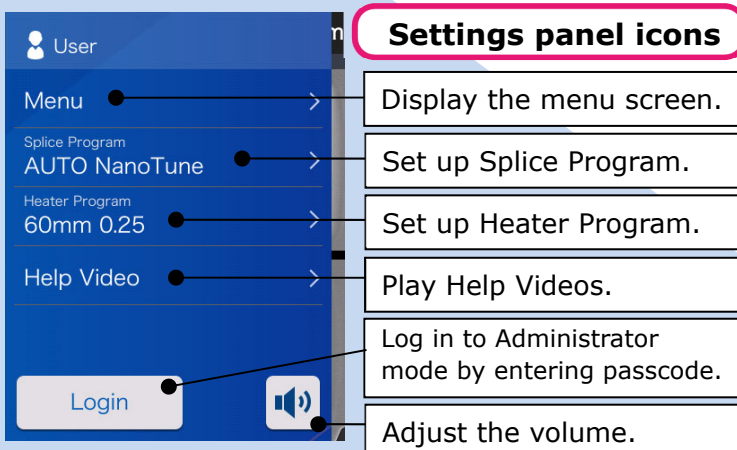 User
Menu
Splice Program
AUTO NanoTune
Heater Program
60mm 0.25
Help Video
Login
m
Settings panel icons
Display the menu screen.
Set up Splice Program.
Set up Heater Program.
Play Help Videos.
Log in to Administrator
mode by entering passcode.
Adjust the volume.